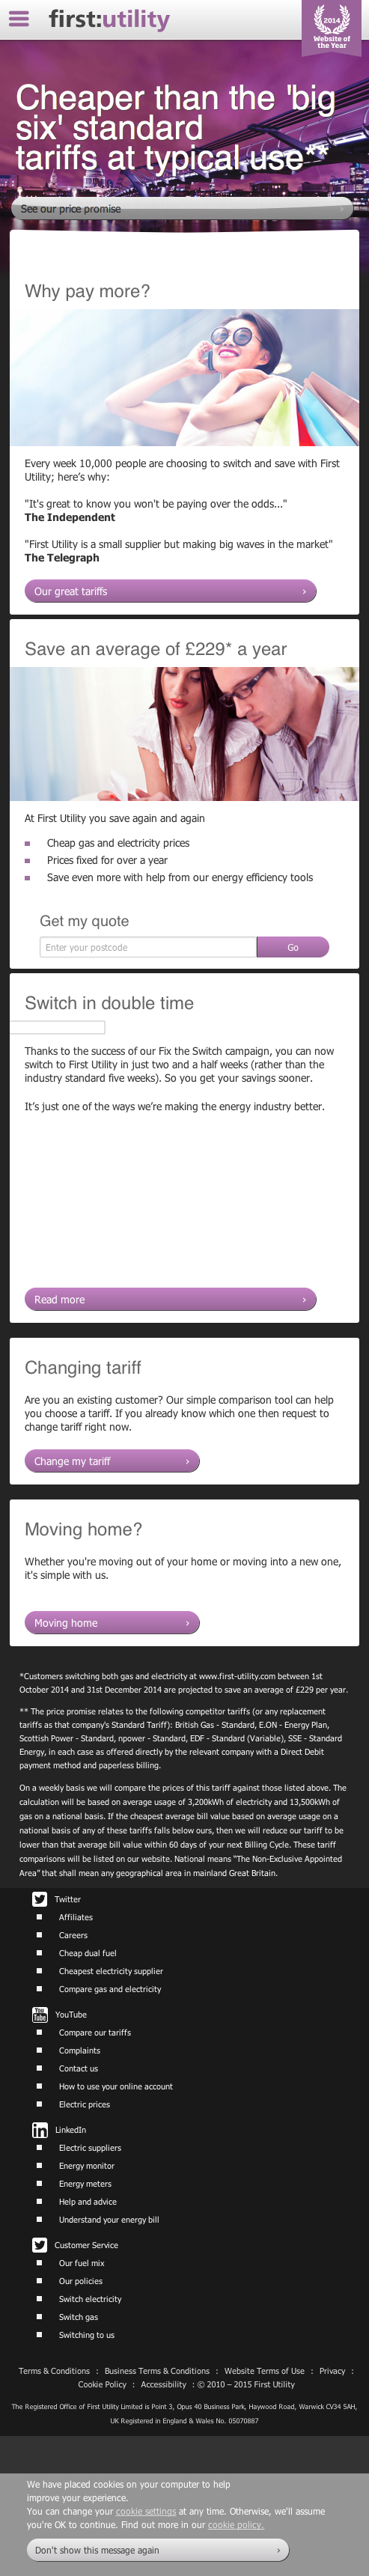 first:utility
2014
Website of
the Year
Cheaper than the 'big
six' standard
tariffs at typical use**
See our price promise
Why pay more?
Every week 10,000 people are choosing to switch and save with First
Utility; here’s why:
"It's great to know you won't be paying over the odds..."
The Independent
"First Utility is a small supplier but making big waves in the market"
The Telegraph
Our great tariffs
Save an average of £229* a year
At First Utility you save again and again
Cheap gas and electricity prices
Prices fixed for over a year
Save even more with help from our energy efficiency tools
Get my quote
Enter your postcode
Go
Switch in double time
Thanks to the success of our Fix the Switch campaign, you can now
switch to First Utility in just two and a half weeks (rather than the
industry standard five weeks). So you get your savings sooner.
It’s just one of the ways we’re making the energy industry better.
Read more
Changing tariff
Are you an existing customer? Our simple comparison tool can help
you choose a tariff. If you already know which one then request to
change tariff right now.
Change my tariff
Moving home?
Whether you're moving out of your home or moving into a new one,
it's simple with us.
Moving home
*Customers switching both gas and electricity at www.first-utility.com between 1st
October 2014 and 31st December 2014 are projected to save an average of £229 per year.
** The price promise relates to the following competitor tariffs (or any replacement
tariffs as that company's Standard Tariff): British Gas - Standard, E.ON - Energy Plan,
Scottish Power - Standard, npower - Standard, EDF - Standard (Variable), SSE - Standard
Energy, in each case as offered directly by the relevant company with a Direct Debit
payment method and paperless billing.
On a weekly basis we will compare the prices of this tariff against those listed above. The
calculation will be based on average usage of 3,200kWh of electricity and 13,500kWh of
gas on a national basis. If the cheapest average bill value based on average usage on a
national basis of any of these tariffs falls below ours, then we will reduce our tariff to be
lower than that average bill value within 60 days of your next Billing Cycle. These tariff
comparisons will be listed on our website. National means “The Non-Exclusive Appointed
Area” that shall mean any geographical area in mainland Great Britain.
Twitter
Affiliates
Careers
Cheap dual fuel
Cheapest electricity supplier
Compare gas and electricity
You Tube YouTube
Compare our tariffs
Complaints
Contact us
How to use your online account
Electric prices
in LinkedIn
Electric suppliers
Energy monitor
Energy meters
Help and advice
Understand your energy bill
Customer Service
Our fuel mix
Our policies
Switch electricity
Switch gas
Switching to us
Terms & Conditions : Business Terms & Conditions : Website Terms of Use : Privacy :
Cookie Policy : Accessibility : © 2010 – 2015 First Utility
The Registered Office of First Utility Limited is Point 3, Opus 40 Business Park, Haywood Road, Warwick CV34 5AH,
UK Registered in England & Wales No. 05070887
We have placed cookies on your computer to help
improve your experience.
You can change your cookie settings at any time. Otherwise, we'll assume
you're OK to continue. Find out more in our cookie policy.
Don't show this message again